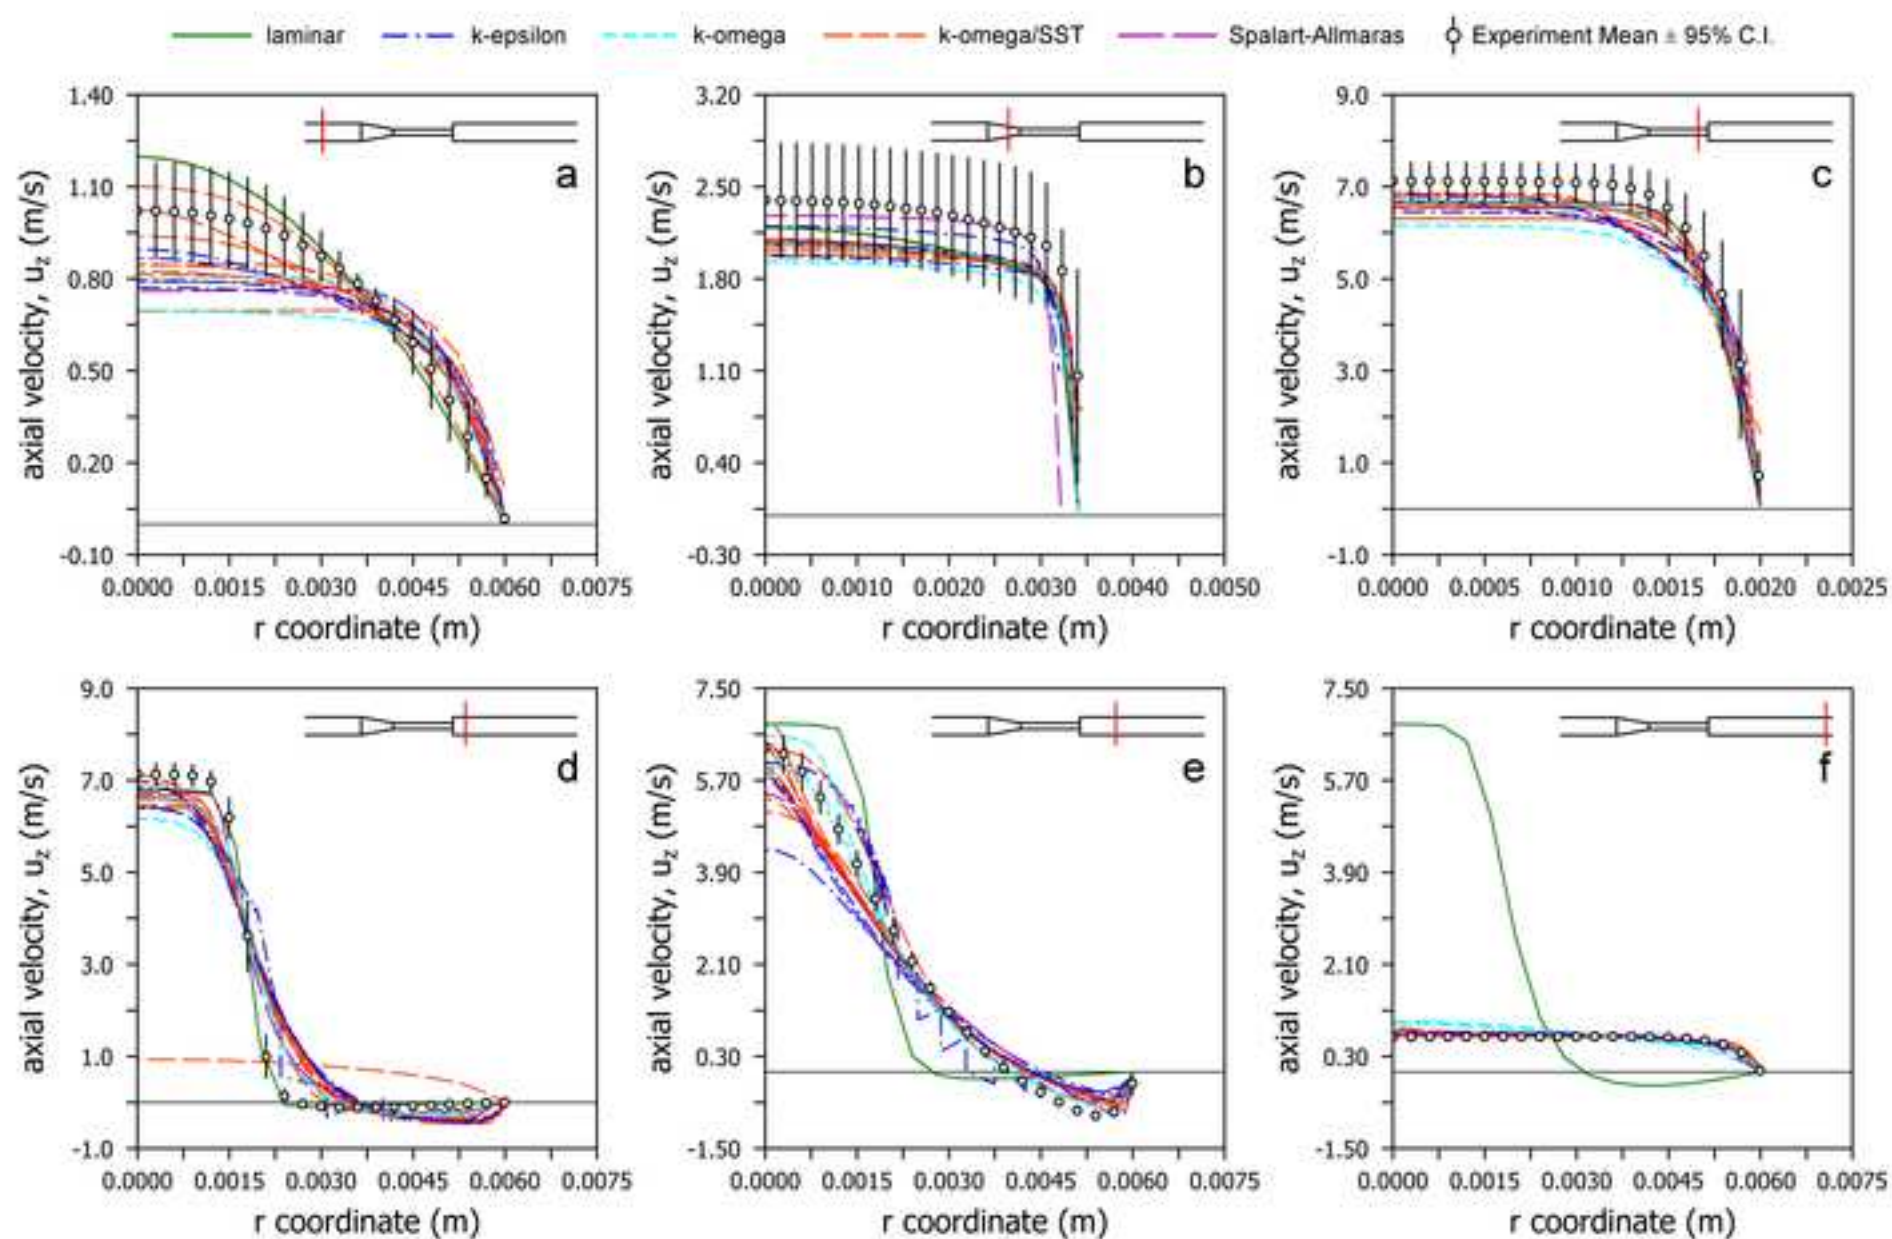 laminar k-epsilon k-omega k-omega/SST Spalart-Allmaras Experiment Mean ± 95% C.I.
1.40 1.10 0.80 0.50 0.20 -0.10
axial velocity, uz (m/s)
a
0.0000 0.0015 0.0030 0.0045 0.0060 0.0075
r coordinate (m)
3.20 2.50 1.80 1.10 0.40 -0.30
axial velocity, uz (m/s)
b
0.0000 0.0010 0.0020 0.0030 0.0040 0.0050
r coordinate (m)
9.0 7.0 5.0 3.0 1.0 -1.0
axial velocity, uz (m/s)
c
0.0000 0.0005 0.0010 0.0015 0.0020 0.0025
r coordinate (m)
9.0 7.0 5.0 3.0 1.0 -1.0
axial velocity, uz (m/s)
d
0.0000 0.0015 0.0030 0.0045 0.0060 0.0075
r coordinate (m)
7.50 5.70 3.90 2.10 0.30 -1.50
axial velocity, uz (m/s)
e
0.0000 0.0015 0.0030 0.0045 0.0060 0.0075
r coordinate (m)
7.50 5.70 3.90 2.10 0.30 -1.50
axial velocity, uz (m/s)
f
0.0000 0.0015 0.0030 0.0045 0.0060 0.0075
r coordinate (m)